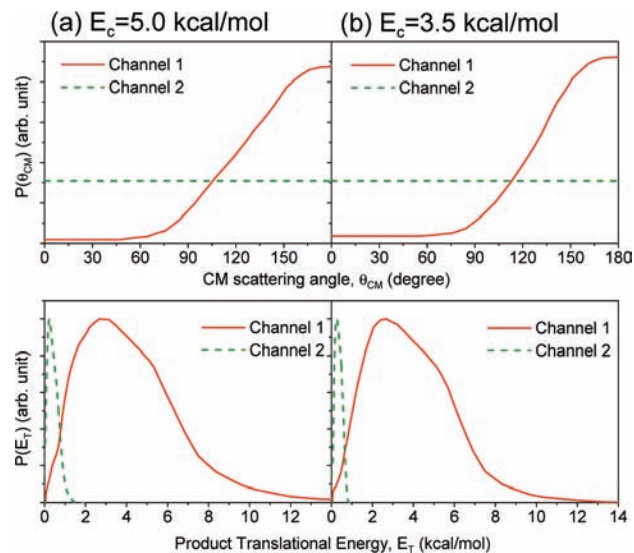 (a) E_c=5.0 kcal/mol
(b) E_c=3.5 kcal/mol
P(θ_CM) (arb. unit)
Channel 1
Channel 2
Channel 1
Channel 2
0 30 60 90 120 150 0 30 60 90 120 150 180
CM scattering angle, θ_CM (degree)
P(E_T) (arb. unit)
Channel 1
Channel 2
Channel 1
Channel 2
0 2 4 6 8 10 12 0 2 4 6 8 10 12 14
Product Translational Energy, E_T (kcal/mol)